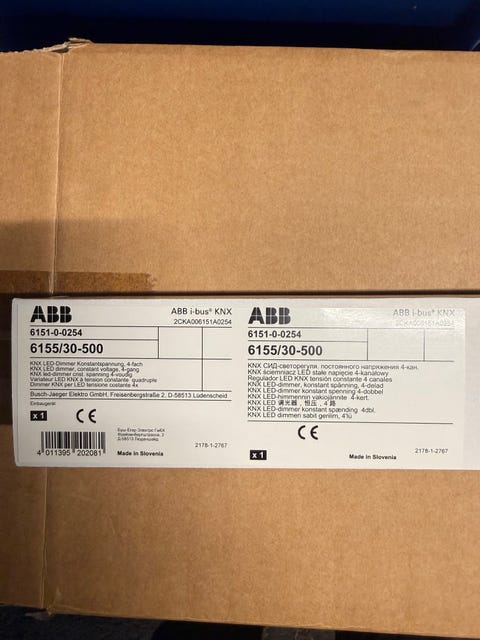 ABB
ABB i-bus® KNX
2CKA006151A0254
6151-0-0254
6155/30-500
KNX LED-Dimmer Konstantspannung, 4-fach
KNX LED dimmer, constant voltage, 4-gang
KNX led-dimmer cnst. spanning 4-voudig
Variateur LED KNX à tension constante quadruple
Dimmer KNX per LED tensione costante 4x
Busch-Jaeger Elektro GmbH, Freisenbergstraße 2, D-58513 Lüdenscheid
Einbaugerät
x 1
CE
D-58513
4 011395 202081
Made in Slovenia
2178-1-2767
ABB
ABB i-bus® KNX
2CKA006151A0254
6151-0-0254
6155/30-500
KNX СИД-светорегуля. постоянного напряжения 4-кан.
KNX ściemniacz LED stałe napięcie 4-kanałowy
Regulador LED KNX tensión constante 4 canales
KNX LED-dimmer, konstant spänning, 4-delad
KNX LED-dimmer konstant spenning 4-dobbel
KNX LED-himmennin vakiojännite 4-kert.
KNX LED 调光器，恒压，4 路
KNX LED-dimmer konstant spænding 4dbl.
KNX LED dimmeri sabit gerilim, 4'lü
CE
x 1
Made in Slovenia
2178-1-2767